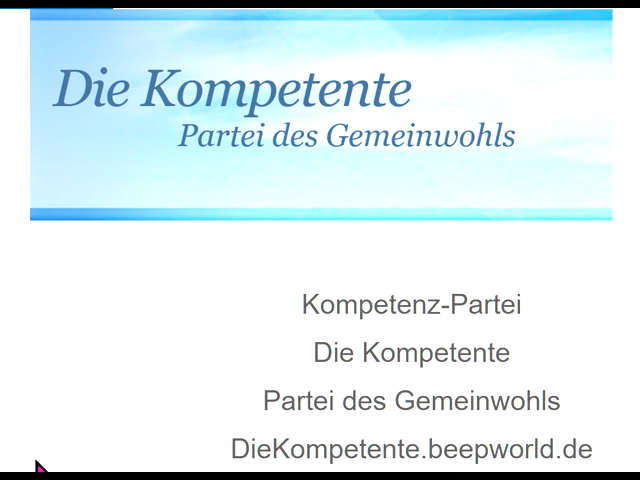 Die Kompetente
Partei des Gemeinwohls
Kompetenz-Partei
Die Kompetente
Partei des Gemeinwohls
DieKompetente.beepworld.de